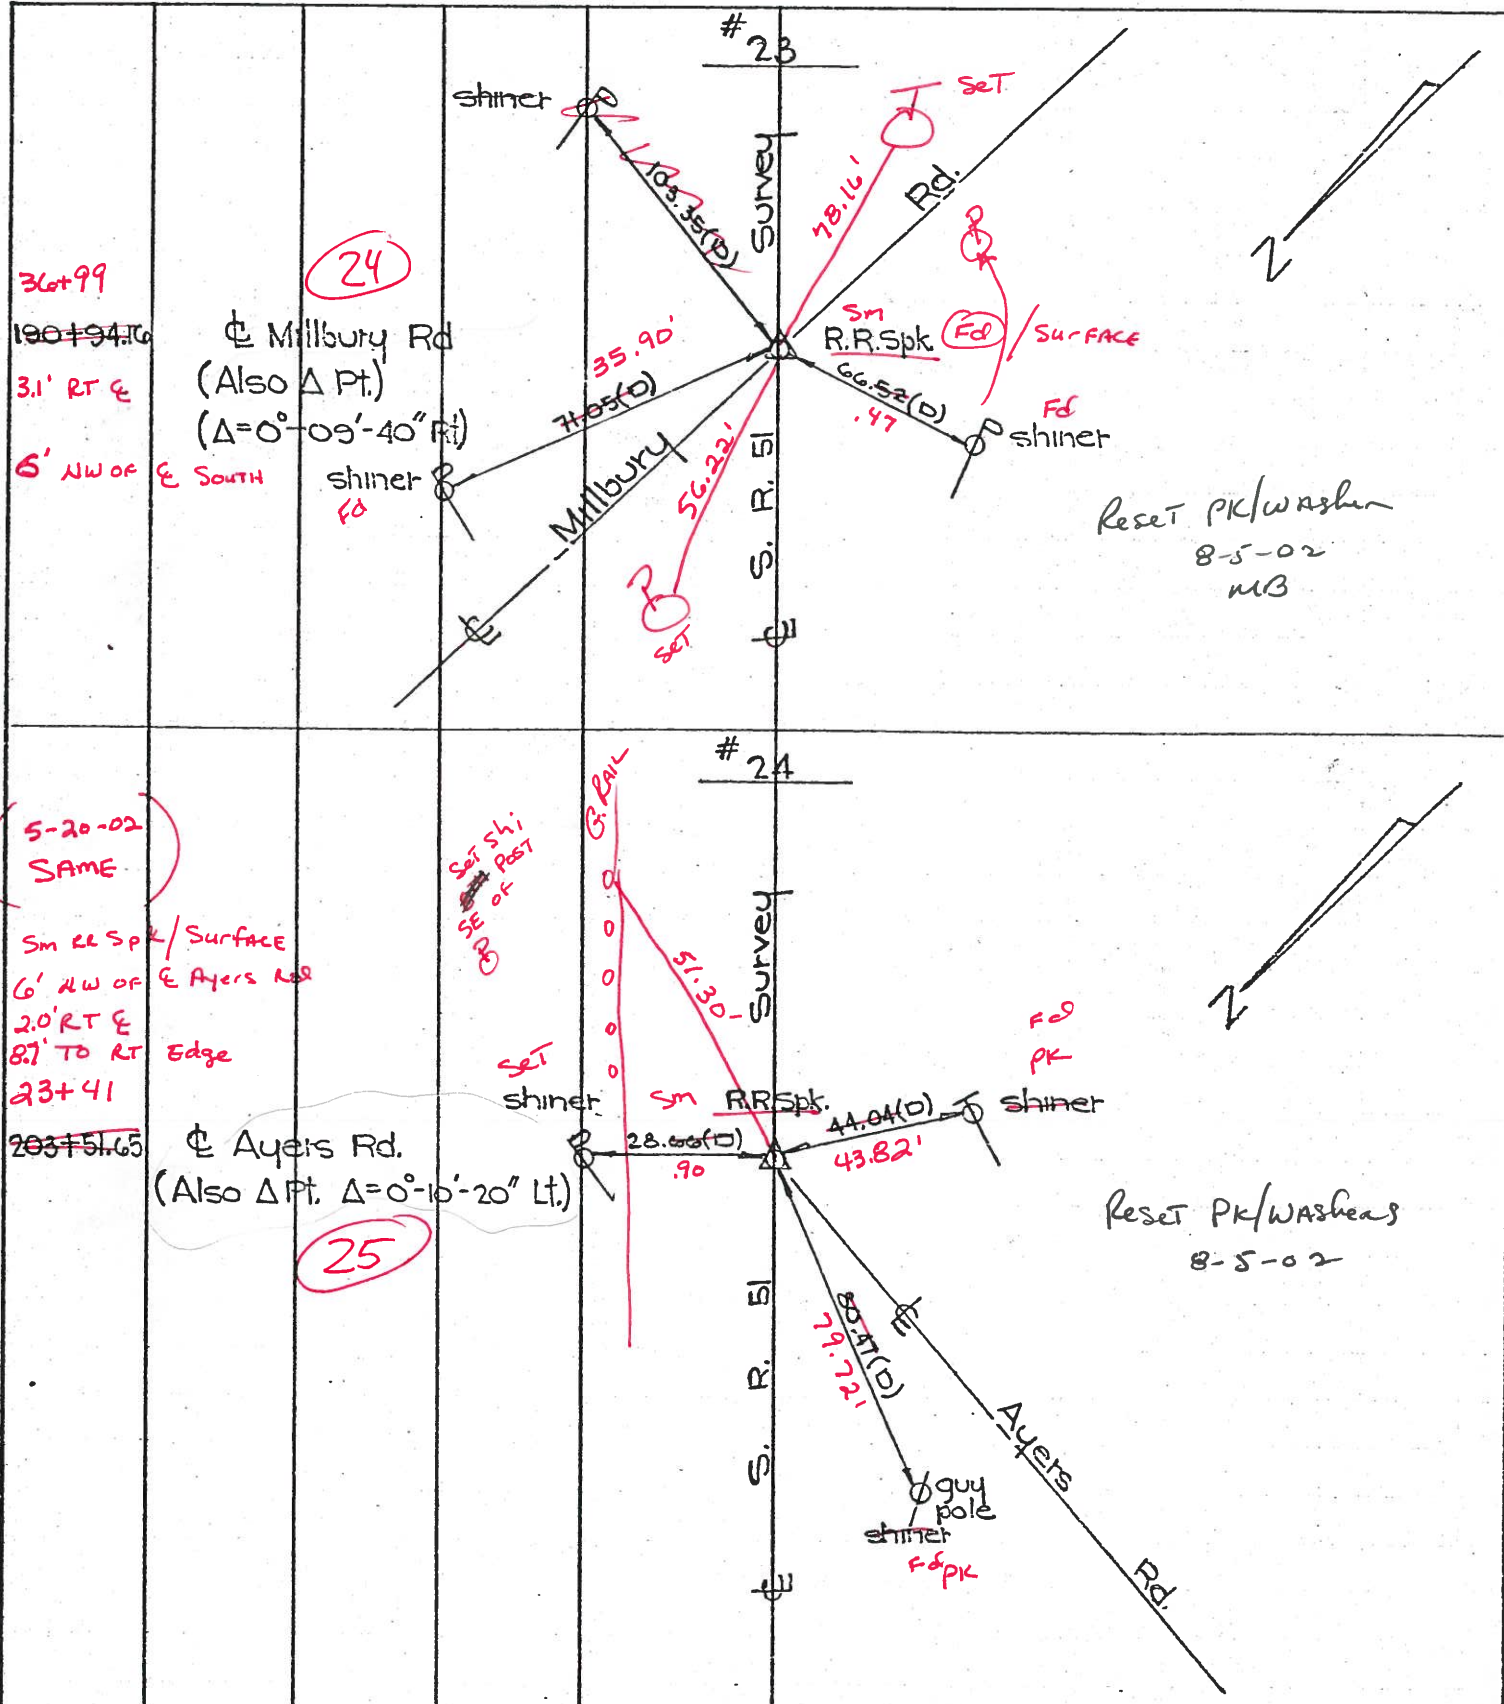 # 23
shiner
SeT
103.35(D)
Survey
78.16'
Rd.
P
24
36+99
190+94.76
₵ Millbury Rd
3.1' RT ₵
(Also Δ Pt.)
(Δ=0°-09'-40" Rt)
6' NW OF ₵ SOUTH
shiner
Fd
35.90'
71.05(D)
Sm
R.R.Spk.
Fd / SURFACE
66.52(D)
.47
Fd
shiner
Millbury
56.22'
S. R. 51
SeT
₵
₵
N
Reset PK/WAsher
8-5-02
MB
# 24
G. RAIL
5-20-02
SAME
SeT Shi
POST
SE OF
Sm RR Spk/Surface
6' NW OF ₵ Ayers Rd
2.0' RT ₵
8.7' TO RT Edge
23+41
203+51.65
₵ Ayers Rd.
(Also Δ Pt. Δ=0°-10'-20" Lt.)
25
SeT
shiner
Sm
R.R.Spk.
51.30
Survey
28.66(D)
.90
44.04(D)
43.82'
Fd
PK
shiner
N
Reset PK/WAshers
8-5-02
S. R. 51
80.47(D)
79.72'
₵
Ayers
Rd.
guy
pole
shiner
Fd PK
₵